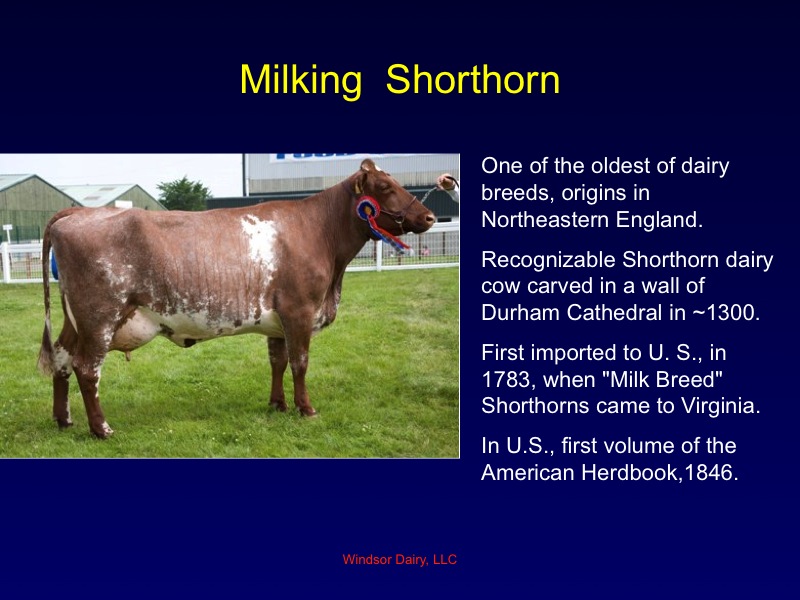 Milking  Shorthorn
One of the oldest of dairy
breeds, origins in
Northeastern England.
Recognizable Shorthorn dairy
cow carved in a wall of
Durham Cathedral in ~1300.
First imported to U. S., in
1783, when "Milk Breed"
Shorthorns came to Virginia.
In U.S., first volume of the
American Herdbook,1846.
Windsor Dairy, LLC